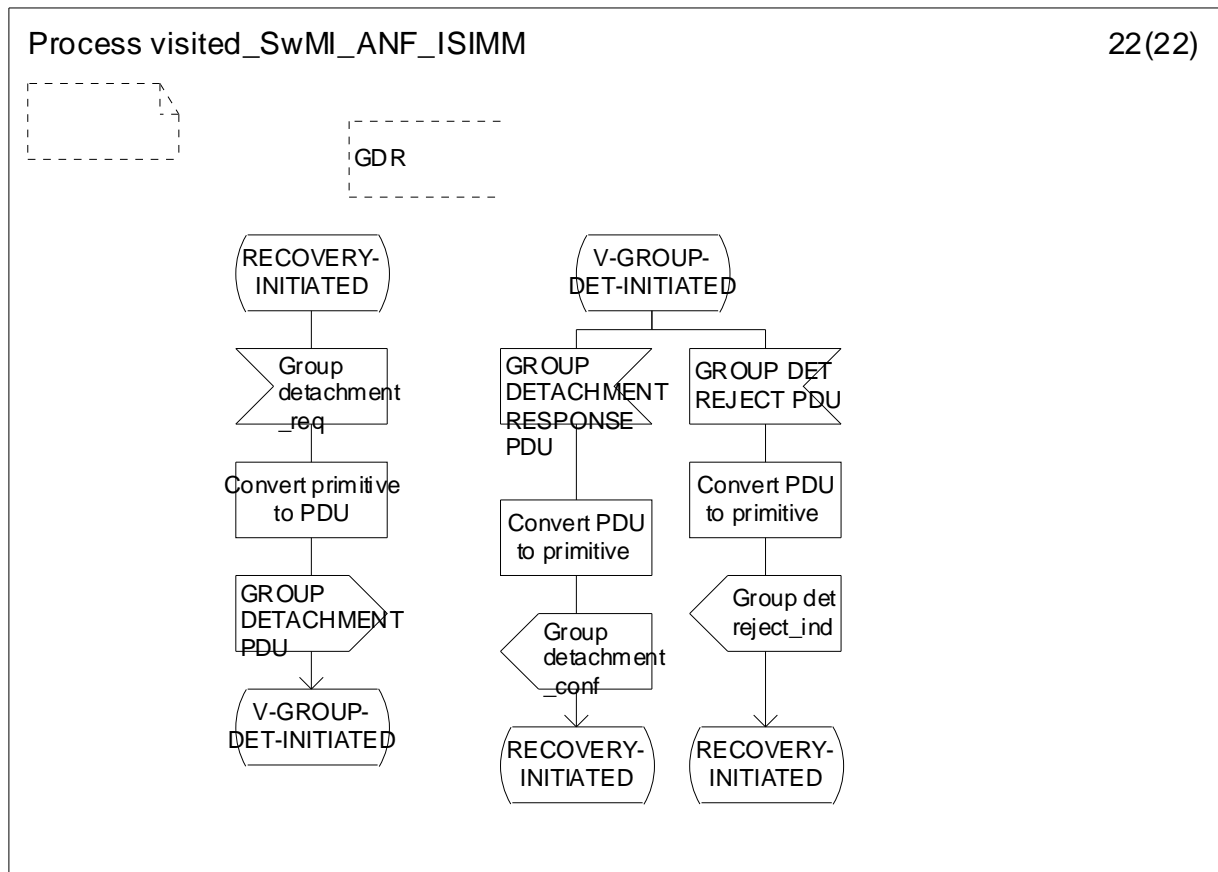 Process visited_SwMI_ANF_ISIMM
22(22)
GDR
RECOVERY-
INITIATED
Group
detachment
_req
Convert primitive
to PDU
GROUP
DETACHMENT
PDU
V-GROUP-
DET-INITIATED
V-GROUP-
DET-INITIATED
GROUP
DETACHMENT
RESPONSE
PDU
Convert PDU
to primitive
Group
detachment
_conf
RECOVERY-
INITIATED
GROUP DET
REJECT PDU
Convert PDU
to primitive
Group det
reject_ind
RECOVERY-
INITIATED